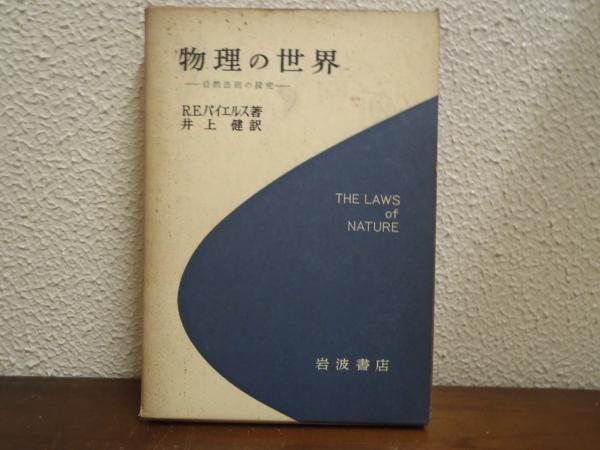 物理の世界
──自然法則の探究──
R.E.パイエルス著
井上 健訳
THE LAWS
of
NATURE
岩波書店